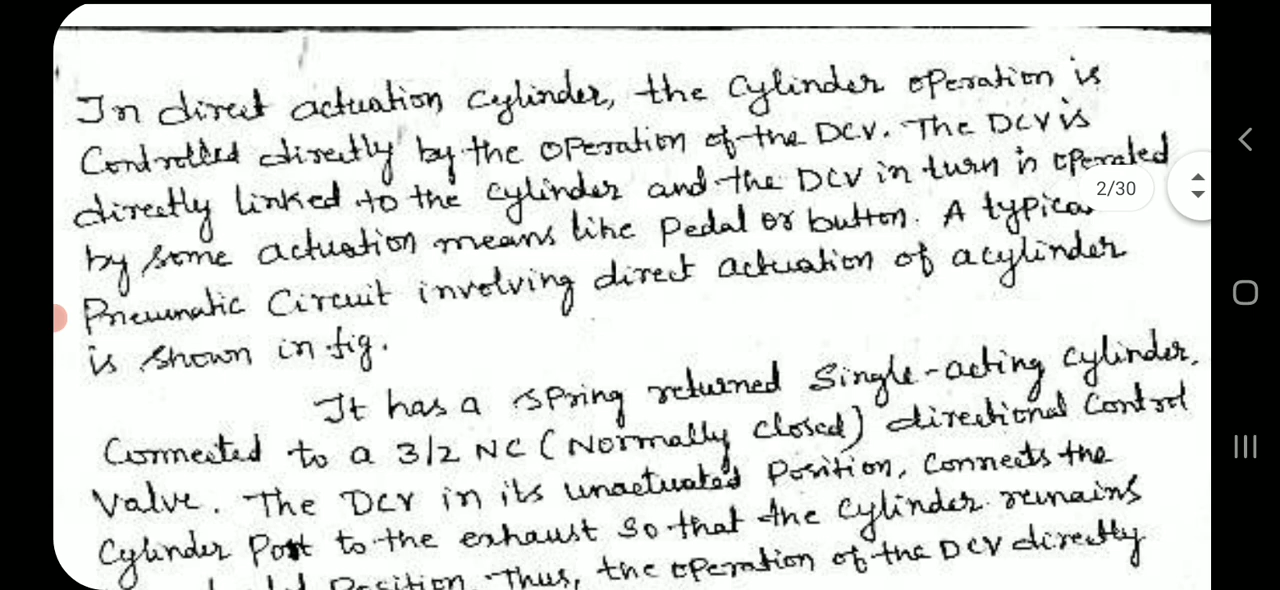 In direct actuation cylinder, the cylinder operation is
Controlled directly by the operation of the DCV. The DCV is
directly linked to the cylinder and the DCV in turn is operated
2/30
by some actuation means like Pedal or button. A typica
Pneumatic Circuit involving direct actuation of a cylinder
is shown in fig.
It has a spring returned Single-acting cylinder,
Connected to a 3/2 NC (Normally closed) directional Control
Valve. The DCV in its unactuated Position, connects the
Cylinder Port to the exhaust so that the cylinder remains
Position. Thus, the operation of the DCV directly